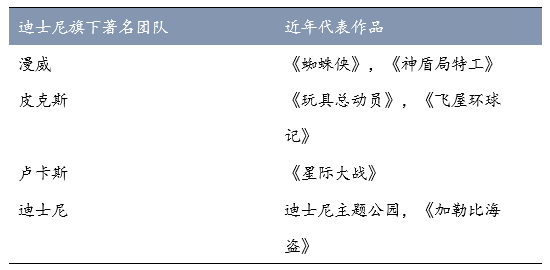 迪士尼旗下著名团队 近年代表作品
漫威 《蜘蛛侠》，《神盾局特工》
皮克斯 《玩具总动员》，《飞屋环球
记》
卢卡斯 《星际大战》
迪士尼 迪士尼主题公园，《加勒比海
盗》